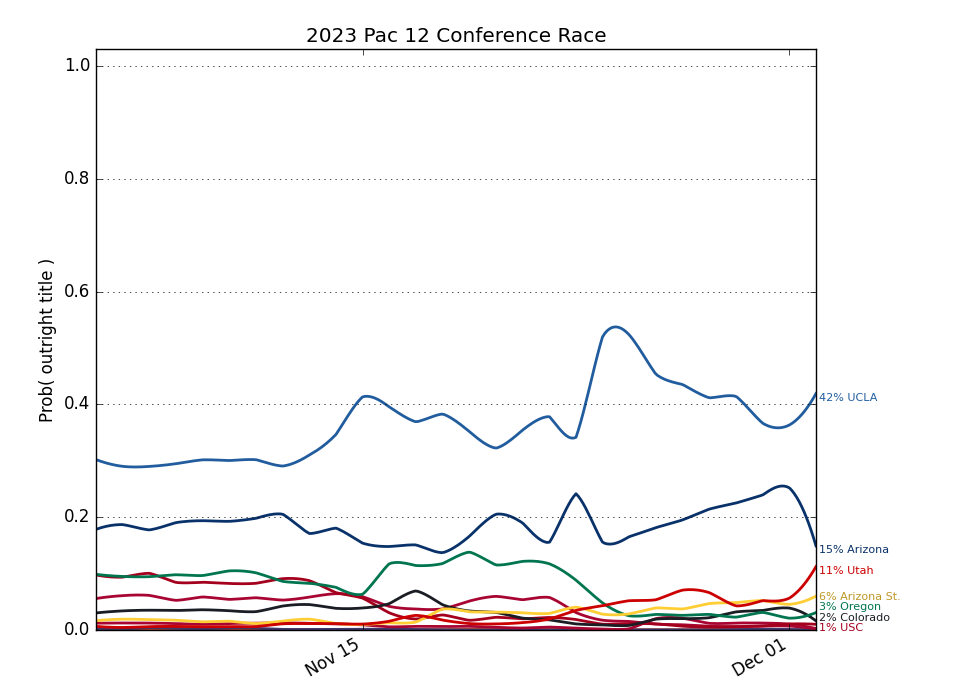 2023 Pac 12 Conference Race
1.0
0.8
0.6
0.4
0.2
0.0
Prob( outright title )
Nov 15
Dec 01
42% UCLA
15% Arizona
11% Utah
6% Arizona St.
3% Oregon
2% Colorado
1% USC